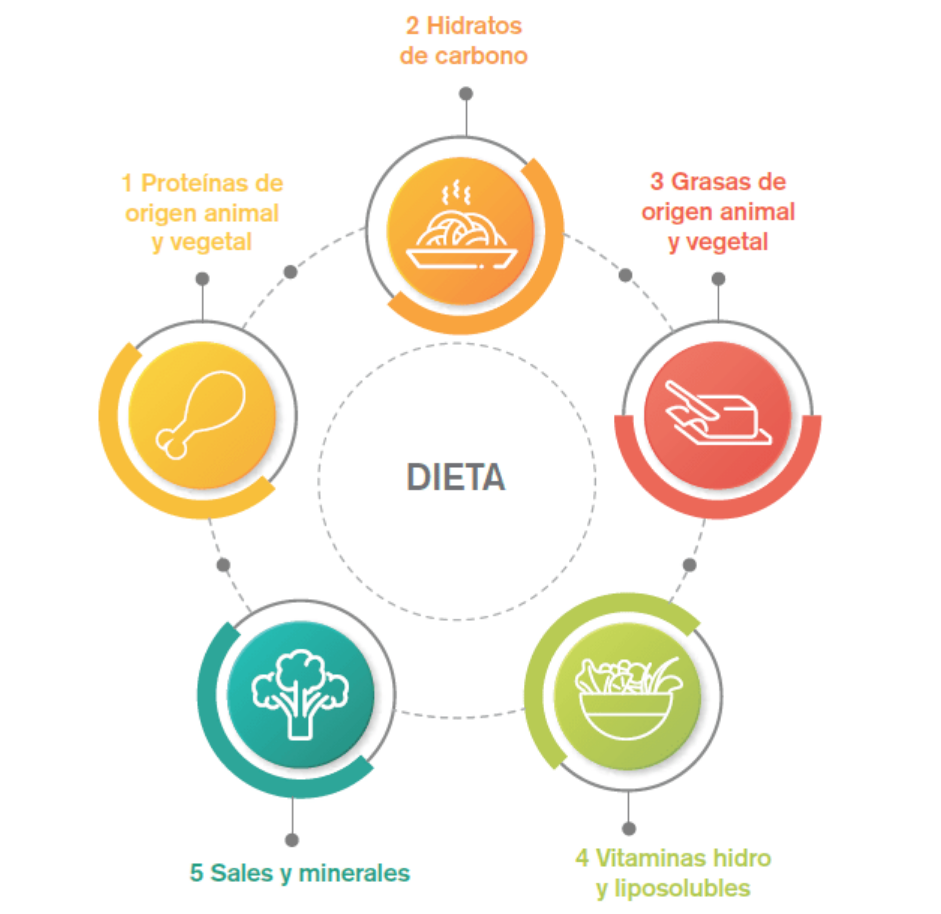 2 Hidratos
de carbono
1 Proteínas de
origen animal
y vegetal
3 Grasas de
origen animal
y vegetal
DIETA
5 Sales y minerales
4 Vitaminas hidro
y liposolubles